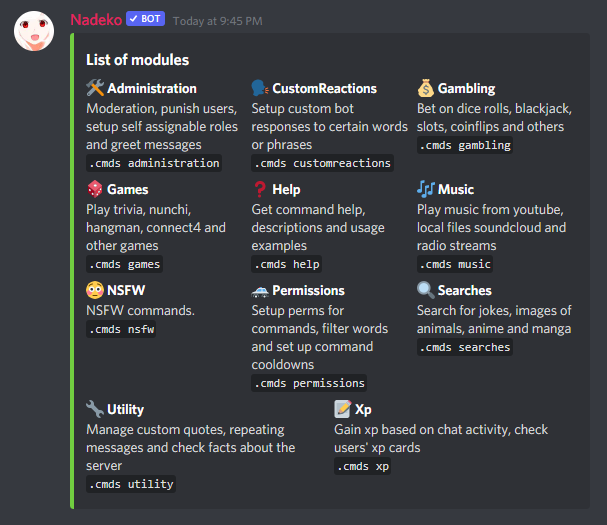 Nadeko BOT Today at 9:45 PM
List of modules
Administration
Moderation, punish users,
setup self assignable roles
and greet messages
.cmds administration
CustomReactions
Setup custom bot
responses to certain words
or phrases
.cmds customreactions
Gambling
Bet on dice rolls, blackjack,
slots, coinflips and others
.cmds gambling
Games
Play trivia, nunchi,
hangman, connect4 and
other games
.cmds games
Help
Get command help,
descriptions and usage
examples
.cmds help
Music
Play music from youtube,
local files soundcloud and
radio streams
.cmds music
NSFW
NSFW commands.
.cmds nsfw
Permissions
Setup perms for
commands, filter words
and set up command
cooldowns
.cmds permissions
Searches
Search for jokes, images of
animals, anime and manga
.cmds searches
Utility
Manage custom quotes, repeating
messages and check facts about the
server
.cmds utility
Xp
Gain xp based on chat activity, check
users' xp cards
.cmds xp